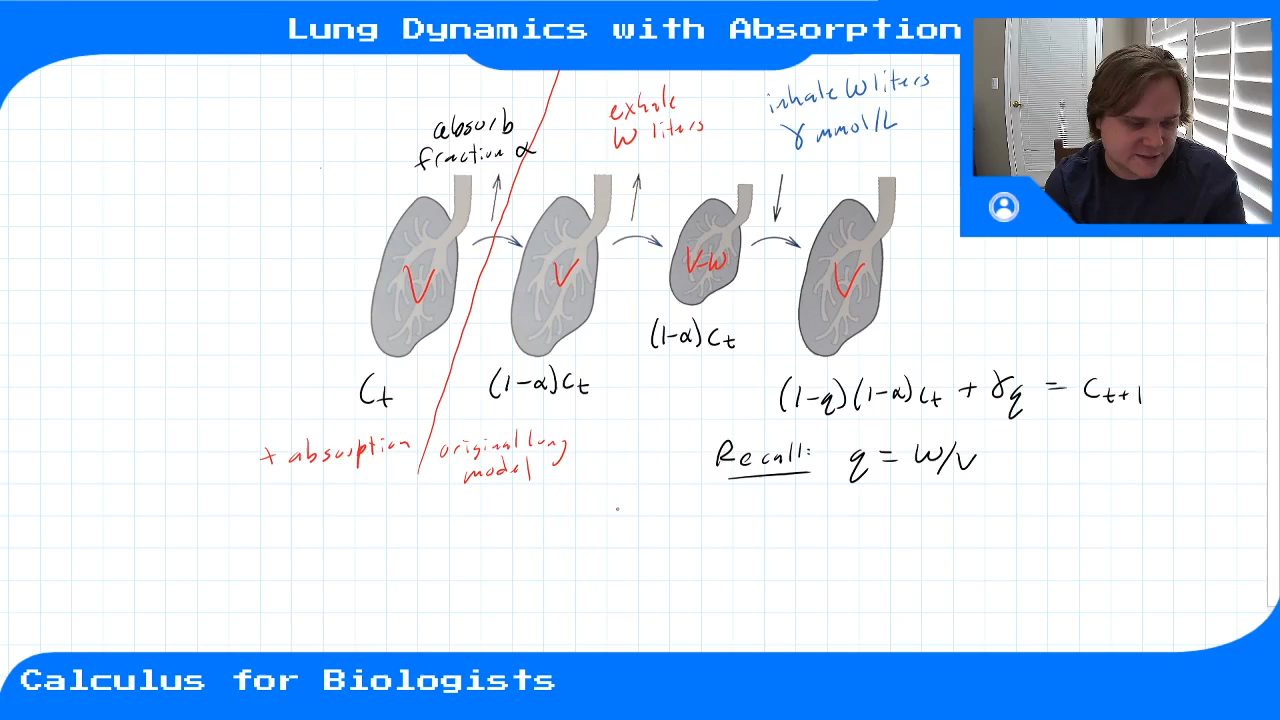 Lung Dynamics with Absorption
absorb
fraction α
exhale
W liters
inhale W liters
γ mmol/L
V
V
V-W
V
Ct
(1-α)Ct
(1-α)Ct
(1-q)(1-α)Ct + γq = Ct+1
+ absorption
original lung
model
Recall: q = W/V
Calculus for Biologists